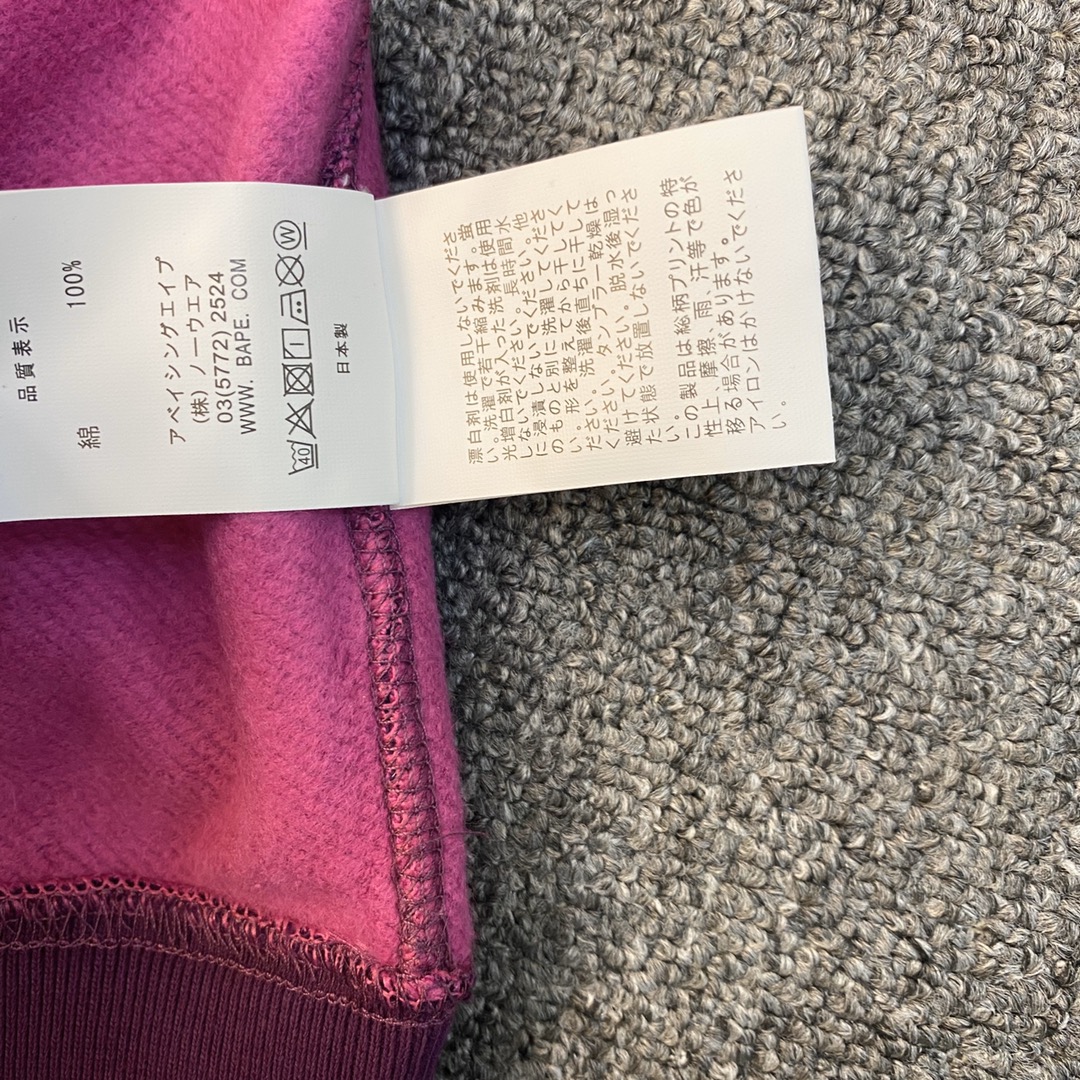 品質表示
綿 100%
アベイシングエイプ
(株) ノーウエア
03(5772) 2524
WWW. BAPE. COM
40
W
日本製
漂白剤は使用しないでくださ
い。洗濯で若干縮みます。蛍
光増白剤が入った洗剤は使用
しないでください。長時間水
に浸漬しないでください。他
のものと別に洗濯してくださ
い。形を整えてから干してく
ださい。洗濯後直ちに干して
ください。タンブラー乾燥は
避けてください。脱水後湿っ
た状態で放置しないでくださ
い。
この製品は総柄プリントの特
性上、摩擦、雨、汗等で色が
移る場合があります。
アイロンはかけないでくださ
い。